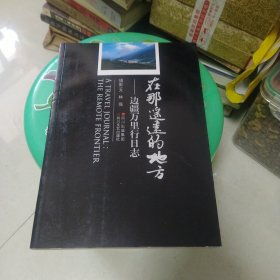 在那遥远的地方
——边疆万里行日志
A TRAVEL JOURNAL:
THE REMOTE FRONTIER